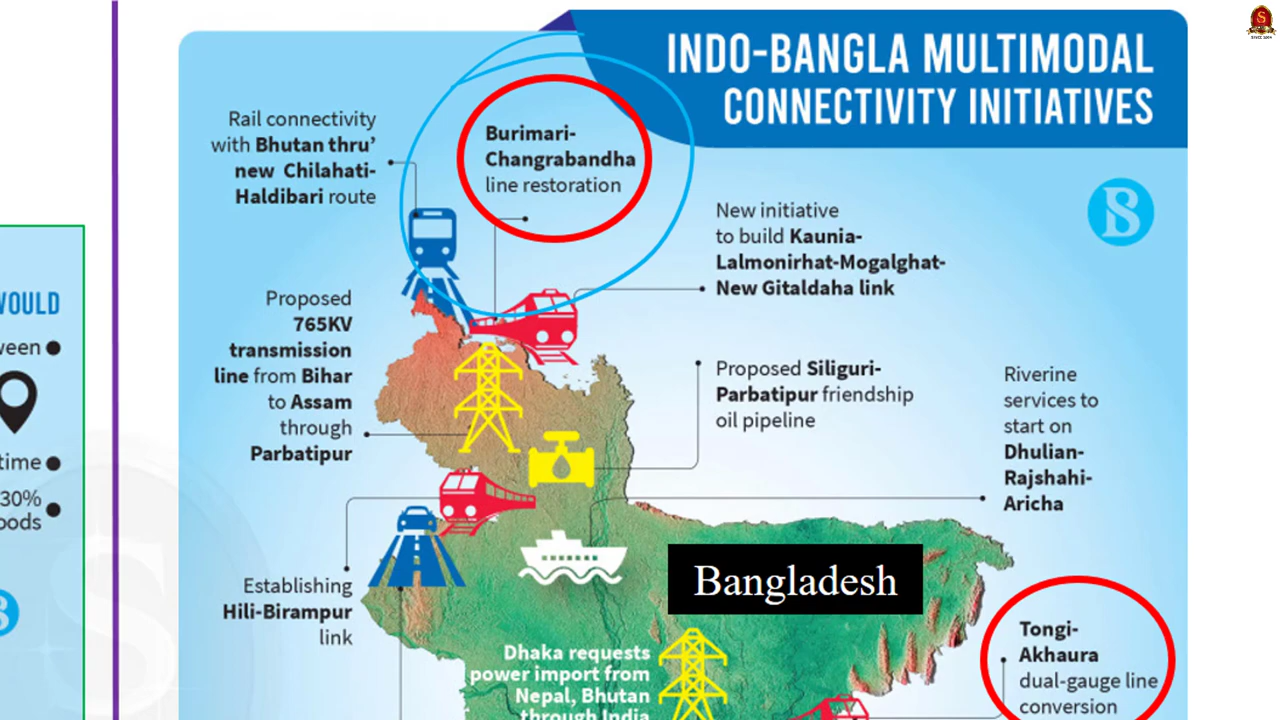 INDO-BANGLA MULTIMODAL
CONNECTIVITY INITIATIVES
Rail connectivity
with Bhutan thru'
new Chilahati-
Haldibari route
Burimari-
Changrabandha
line restoration
New initiative
to build Kaunia-
Lalmonirhat-Mogalghat-
New Gitaldaha link
Proposed
765KV
transmission
line from Bihar
to Assam
through
Parbatipur
Proposed Siliguri-
Parbatipur friendship
oil pipeline
Riverine
services to
start on
Dhulian-
Rajshahi-
Aricha
Establishing
Hili-Birampur
link
Bangladesh
Dhaka requests
power import from
Nepal, Bhutan
through India
Tongi-
Akhaura
dual-gauge line
conversion
WOULD
ween
time
30%
oods